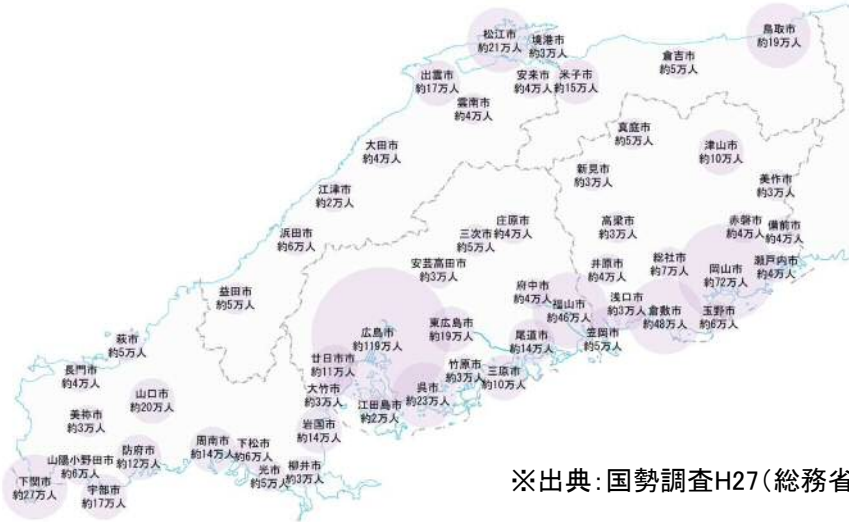 鳥取市
約19万人
松江市
約21万人
境港市
約3万人
倉吉市
約5万人
出雲市
約17万人
安来市
約4万人
米子市
約15万人
雲南市
約4万人
真庭市
約5万人
津山市
約10万人
大田市
約4万人
新見市
約3万人
美作市
約3万人
江津市
約2万人
浜田市
約6万人
庄原市
約4万人
三次市
約5万人
高梁市
約3万人
赤磐市
約4万人
備前市
約4万人
安芸高田市
約3万人
井原市
約4万人
総社市
約7万人
岡山市
約72万人
瀬戸内市
約4万人
益田市
約5万人
府中市
約4万人
福山市
約46万人
浅口市
約3万人
倉敷市
約48万人
玉野市
約6万人
広島市
約119万人
東広島市
約19万人
尾道市
約14万人
笠岡市
約5万人
萩市
約5万人
廿日市市
約11万人
竹原市
約3万人
三原市
約10万人
長門市
約4万人
山口市
約20万人
大竹市
約3万人
江田島市
約2万人
呉市
約23万人
美祢市
約3万人
岩国市
約14万人
山陽小野田市
約6万人
防府市
約12万人
周南市
約14万人
下松市
約6万人
光市
約5万人
柳井市
約3万人
下関市
約27万人
宇部市
約17万人
※出典:国勢調査H27(総務省